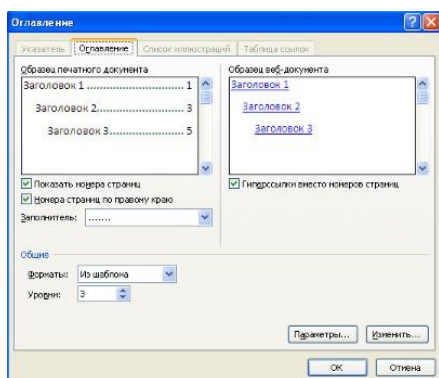 Оглавление
Указатель Оглавление Список иллюстраций Таблица ссылок
Образец печатного документа
Заголовок 1 ........................... 1
Заголовок 2....................... 3
Заголовок 3................... 5
Образец веб-документа
Заголовок 1
Заголовок 2
Заголовок 3
Показать номера страниц
Номера страниц по правому краю
Заполнитель: .......
Гиперссылки вместо номеров страниц
Общие
Форматы: Из шаблона
Уровни: 3
Параметры... Изменить...
ОК Отмена